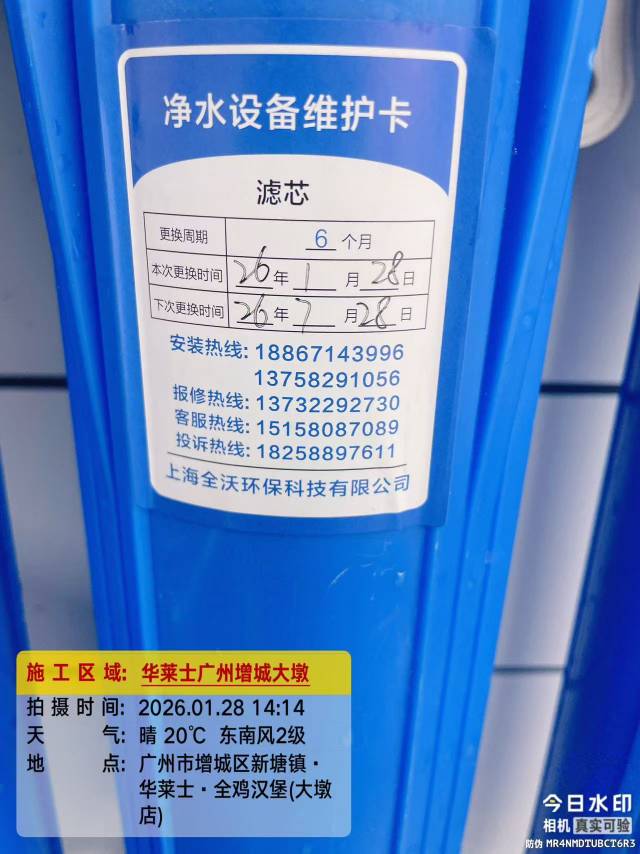 净水设备维护卡
滤芯
更换周期 6 个月
本次更换时间 26年 1 月 28日
下次更换时间 26年 7 月 28日
安装热线: 18867143996
13758291056
报修热线: 13732292730
客服热线: 15158087089
投诉热线: 18258897611
上海全沃环保科技有限公司
施工区域: 华莱士广州增城大墩
拍摄时间: 2026.01.28 14:14
天气: 晴 20℃ 东南风2级
地点: 广州市增城区新塘镇·
华莱士·全鸡汉堡(大墩
店)
今日水印
相机 真实可验
防伪 MR4NMDTUBCT6R3